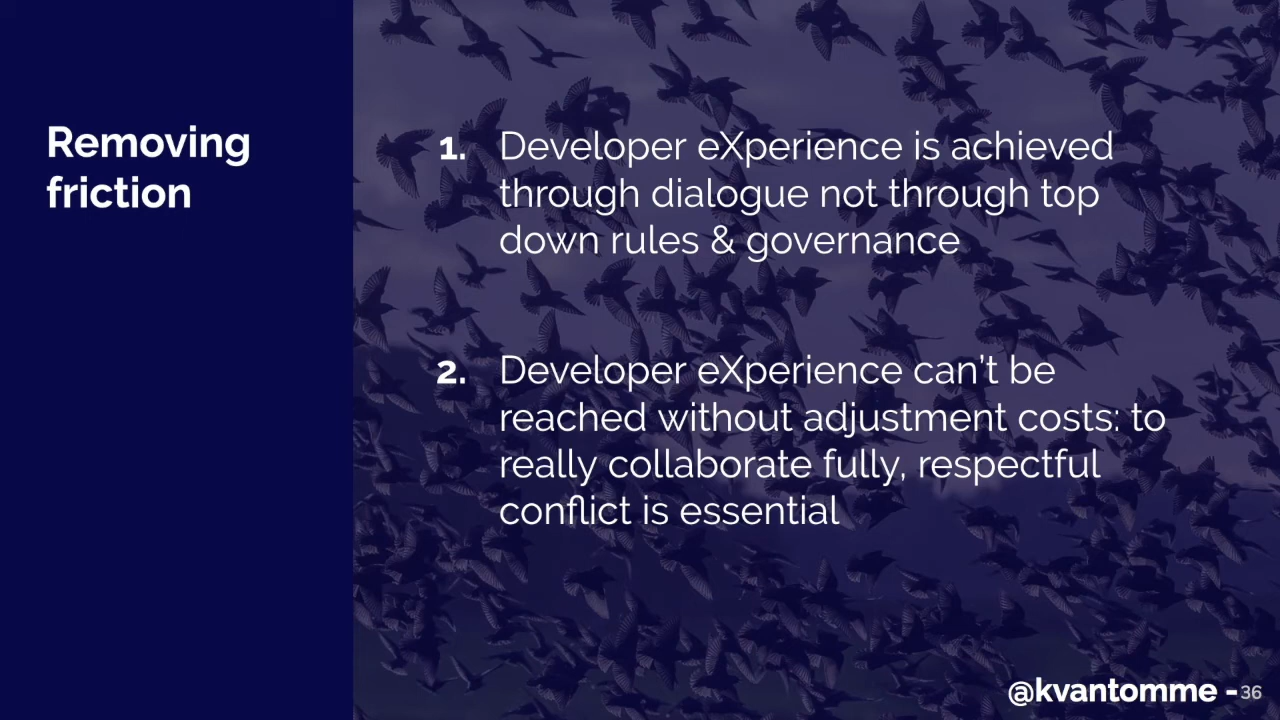 Removing
friction
1. Developer eXperience is achieved
through dialogue not through top
down rules & governance
2. Developer eXperience can’t be
reached without adjustment costs: to
really collaborate fully, respectful
conflict is essential
@kvantomme - 36